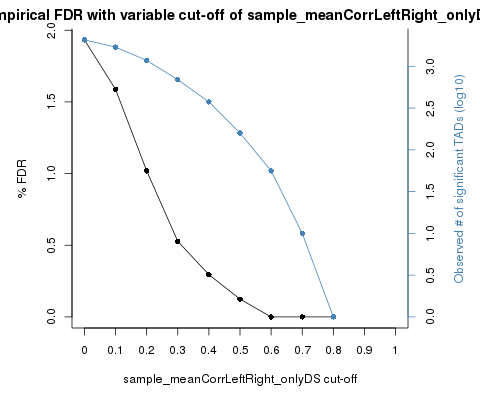 mpirical FDR with variable cut-off of sample_meanCorrLeftRight_onlyD
% FDR
2.0
1.5
1.0
0.5
0.0
3.0
2.5
2.0
1.5
1.0
0.5
0.0
Observed # of significant TADs (log10)
0 0.1 0.2 0.3 0.4 0.5 0.6 0.7 0.8 0.9 1
sample_meanCorrLeftRight_onlyDS cut-off